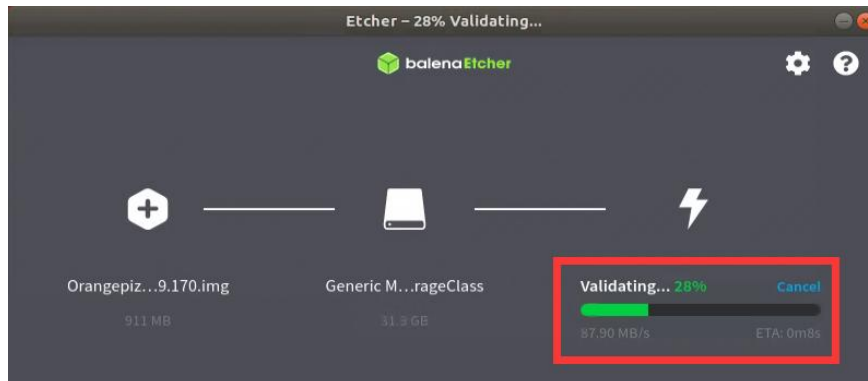 Etcher – 28% Validating...
balenaEtcher
Orangepiz...9.170.img
Generic M...rageClass
Validating... 28%
Cancel
911 MB
31.9 GB
87.90 MB/s
ETA: 0m8s